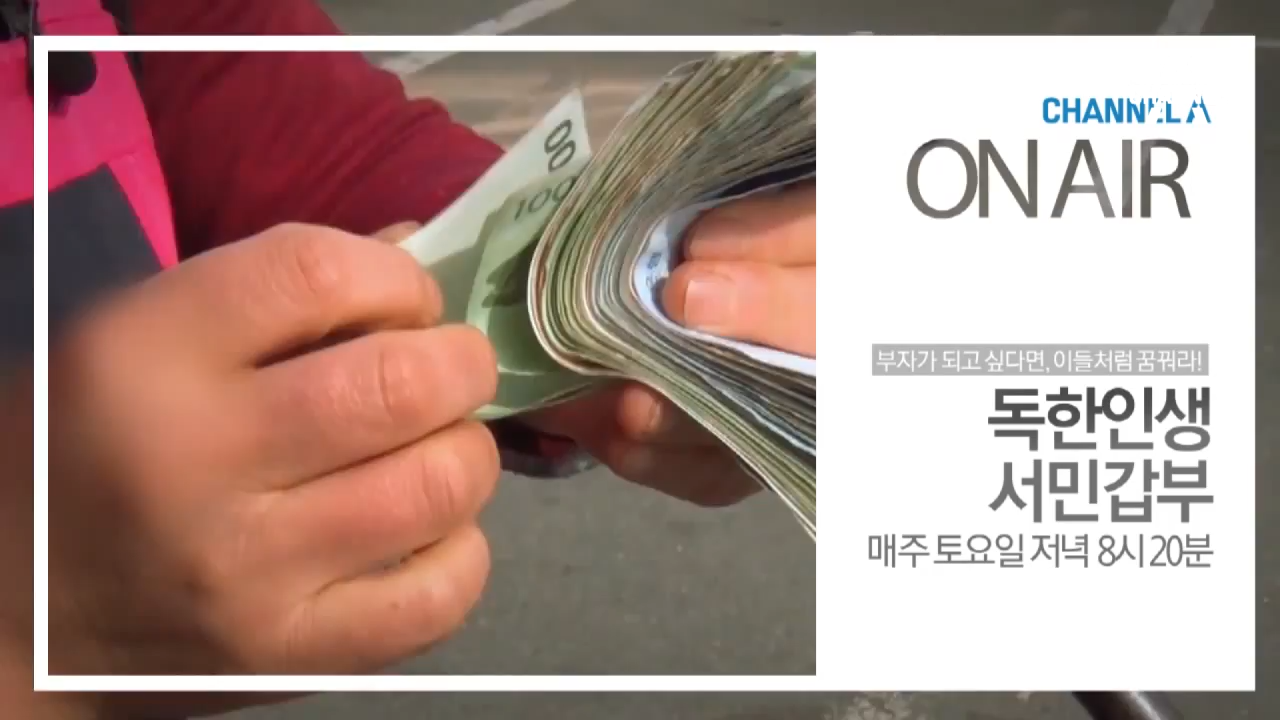 CHANNEL A
ON AIR
부자가 되고 싶다면, 이들처럼 꿈꿔라!
독한인생
서민갑부
매주 토요일 저녁 8시 20분
00
100